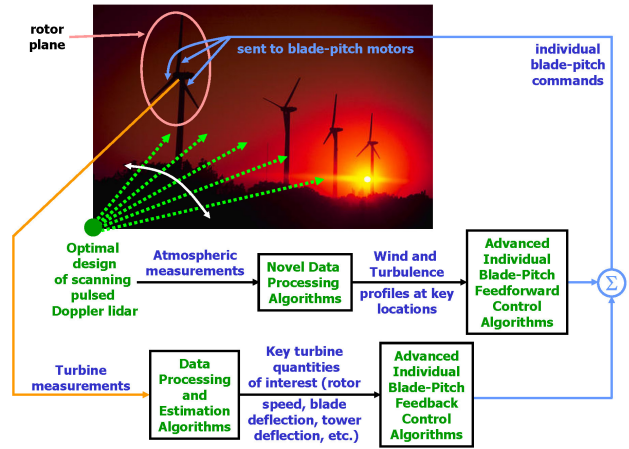 rotor
plane
sent to blade-pitch motors
individual
blade-pitch
commands
Optimal
design
of scanning
pulsed
Doppler lidar
Atmospheric
measurements
Novel Data
Processing
Algorithms
Wind and
Turbulence
profiles at key
locations
Advanced
Individual
Blade-Pitch
Feedforward
Control
Algorithms
Σ
Turbine
measurements
Data
Processing
and
Estimation
Algorithms
Key turbine
quantities
of interest (rotor
speed, blade
deflection, tower
deflection, etc.)
Advanced
Individual
Blade-Pitch
Feedback
Control
Algorithms